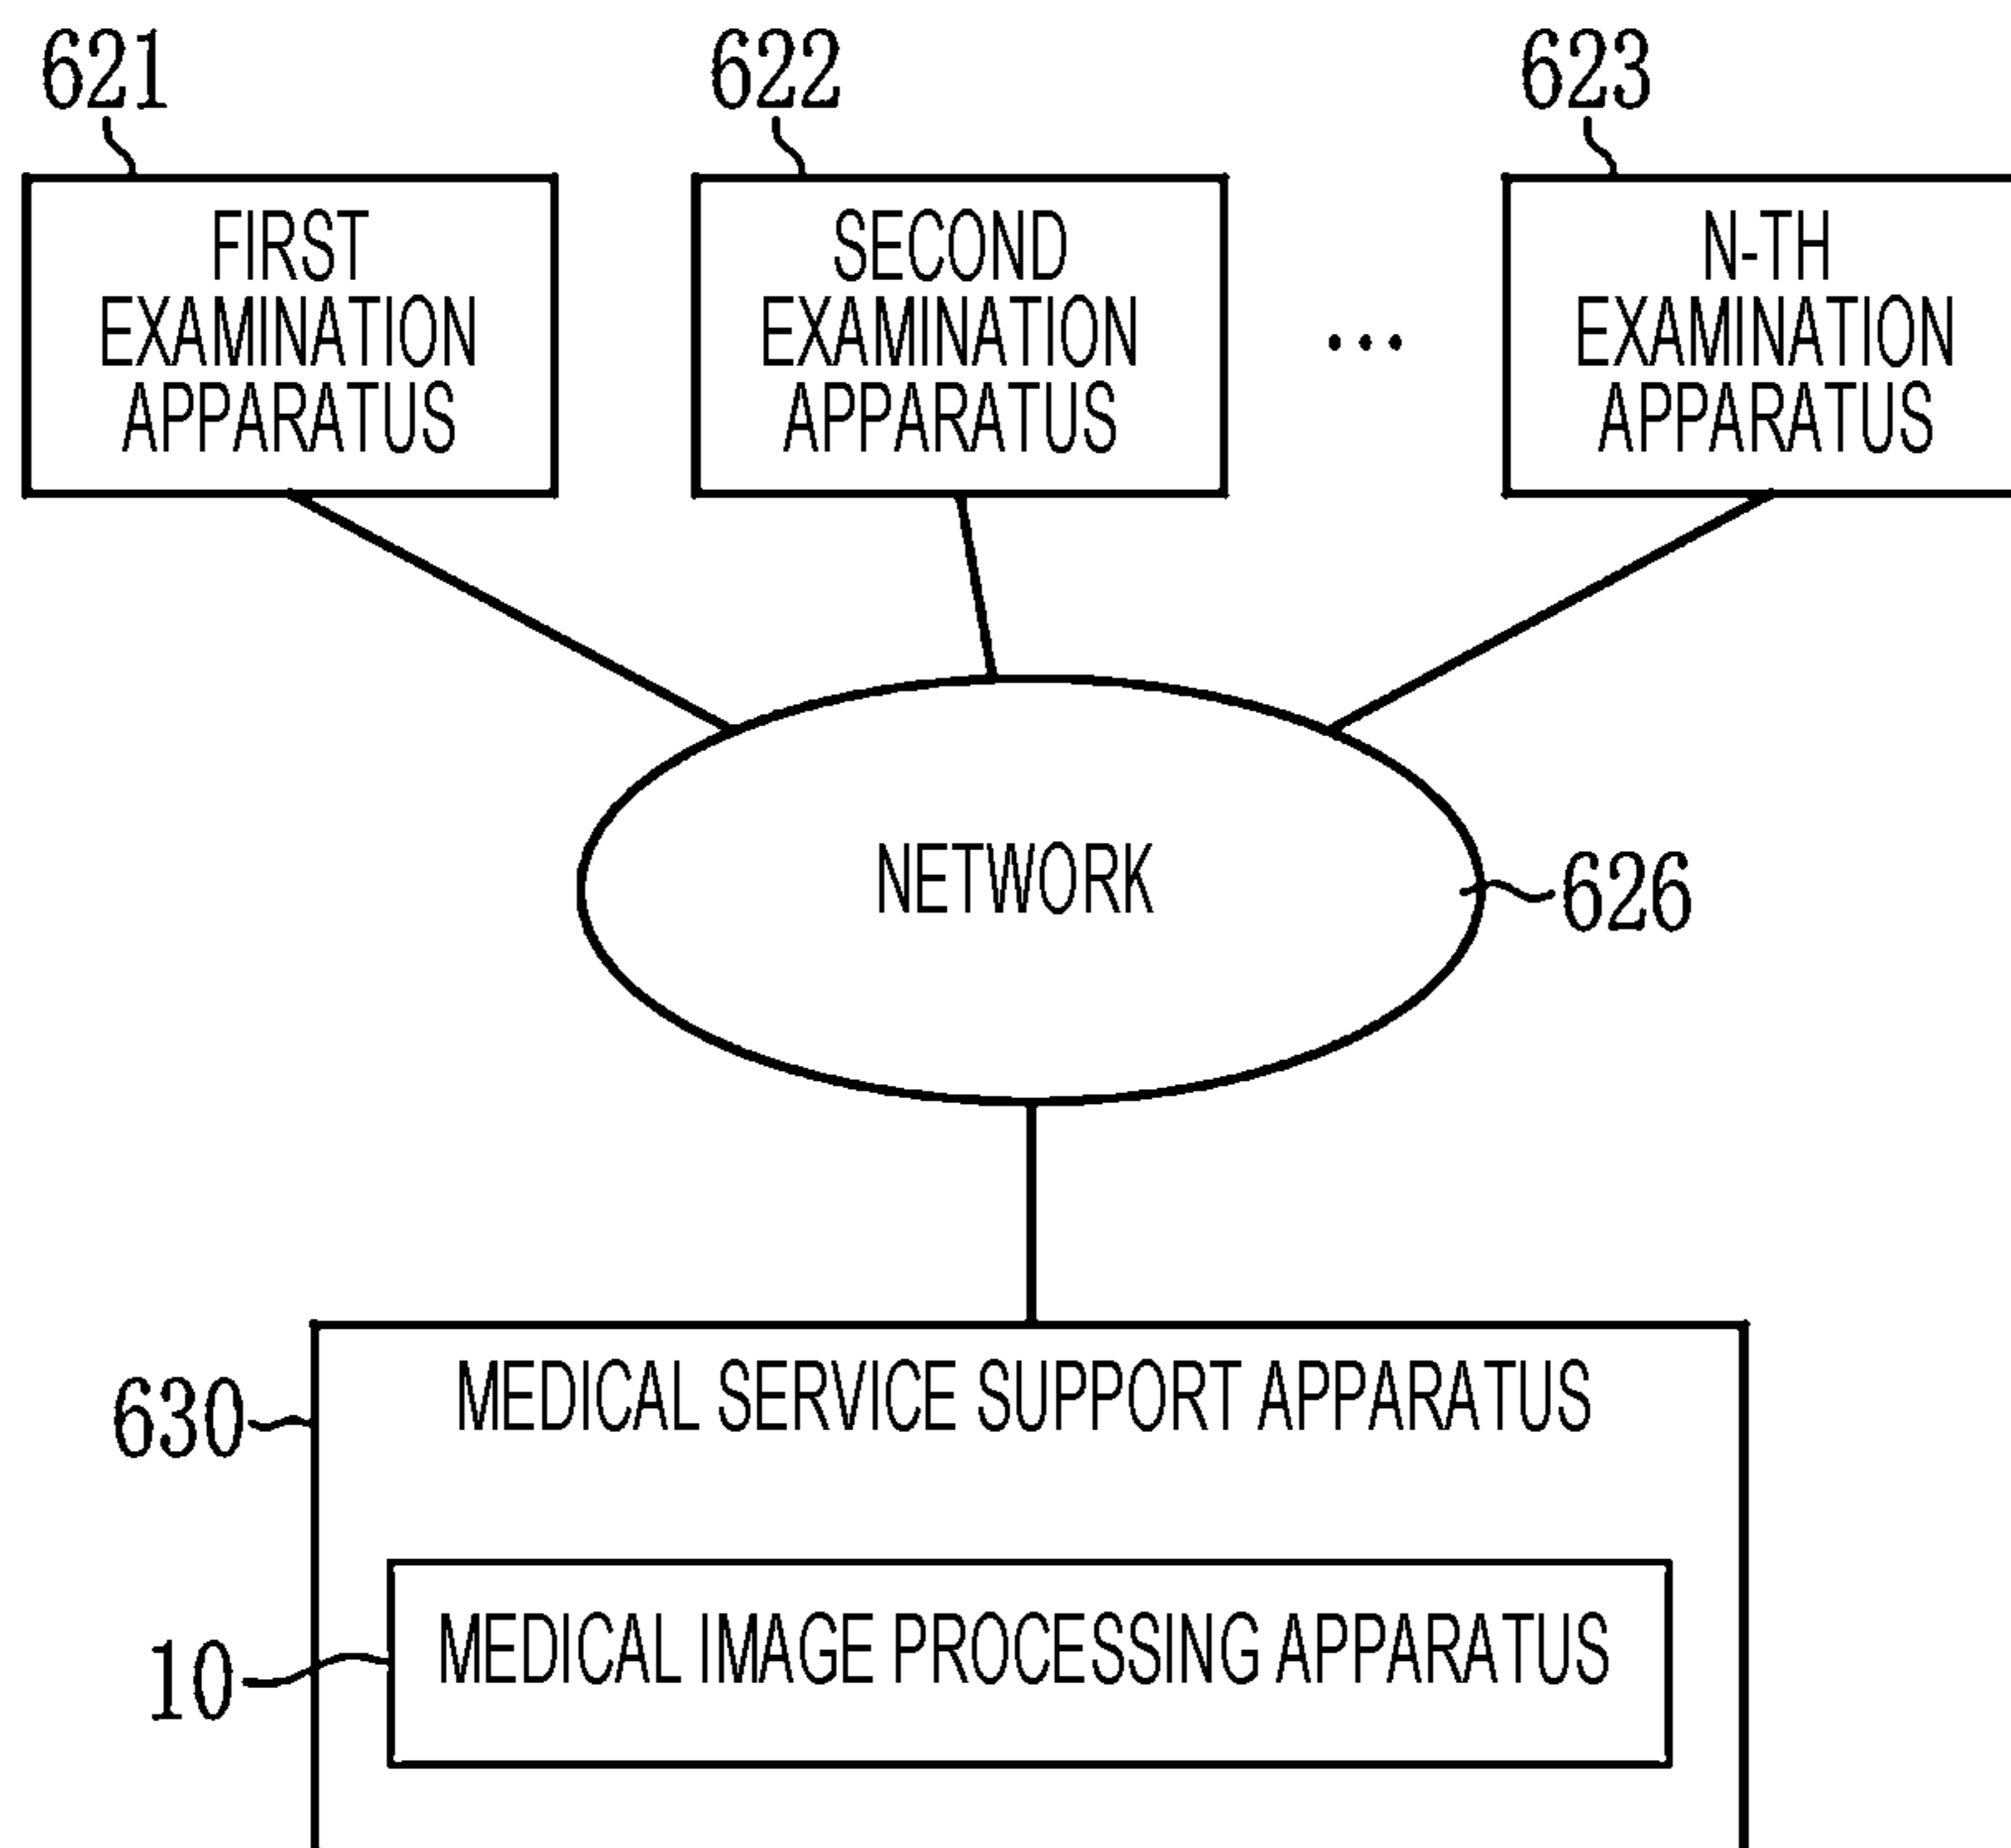 621
622
623
FIRST
EXAMINATION
APPARATUS
SECOND
EXAMINATION
APPARATUS
...
N-TH
EXAMINATION
APPARATUS
NETWORK
626
630
MEDICAL SERVICE SUPPORT APPARATUS
10
MEDICAL IMAGE PROCESSING APPARATUS